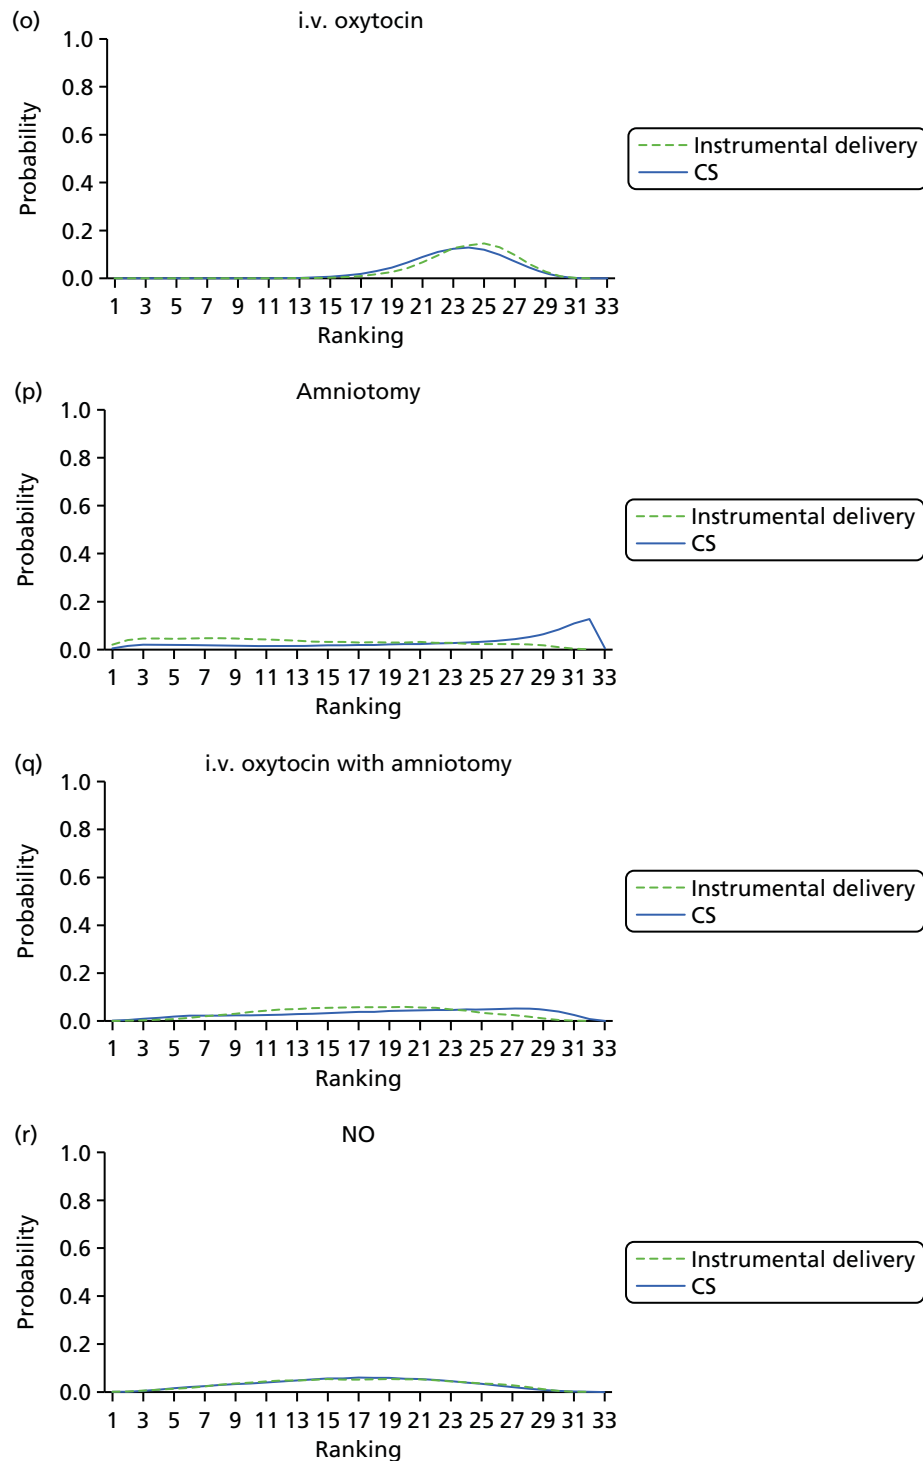 (o) i.v. oxytocin
1.0
0.8
0.6
0.4
0.2
0.0
Probability
1 3 5 7 9 11 13 15 17 19 21 23 25 27 29 31 33
Ranking
Instrumental delivery
CS
(p) Amniotomy
1.0
0.8
0.6
0.4
0.2
0.0
Probability
1 3 5 7 9 11 13 15 17 19 21 23 25 27 29 31 33
Ranking
Instrumental delivery
CS
(q) i.v. oxytocin with amniotomy
1.0
0.8
0.6
0.4
0.2
0.0
Probability
1 3 5 7 9 11 13 15 17 19 21 23 25 27 29 31 33
Ranking
Instrumental delivery
CS
(r) NO
1.0
0.8
0.6
0.4
0.2
0.0
Probability
1 3 5 7 9 11 13 15 17 19 21 23 25 27 29 31 33
Ranking
Instrumental delivery
CS